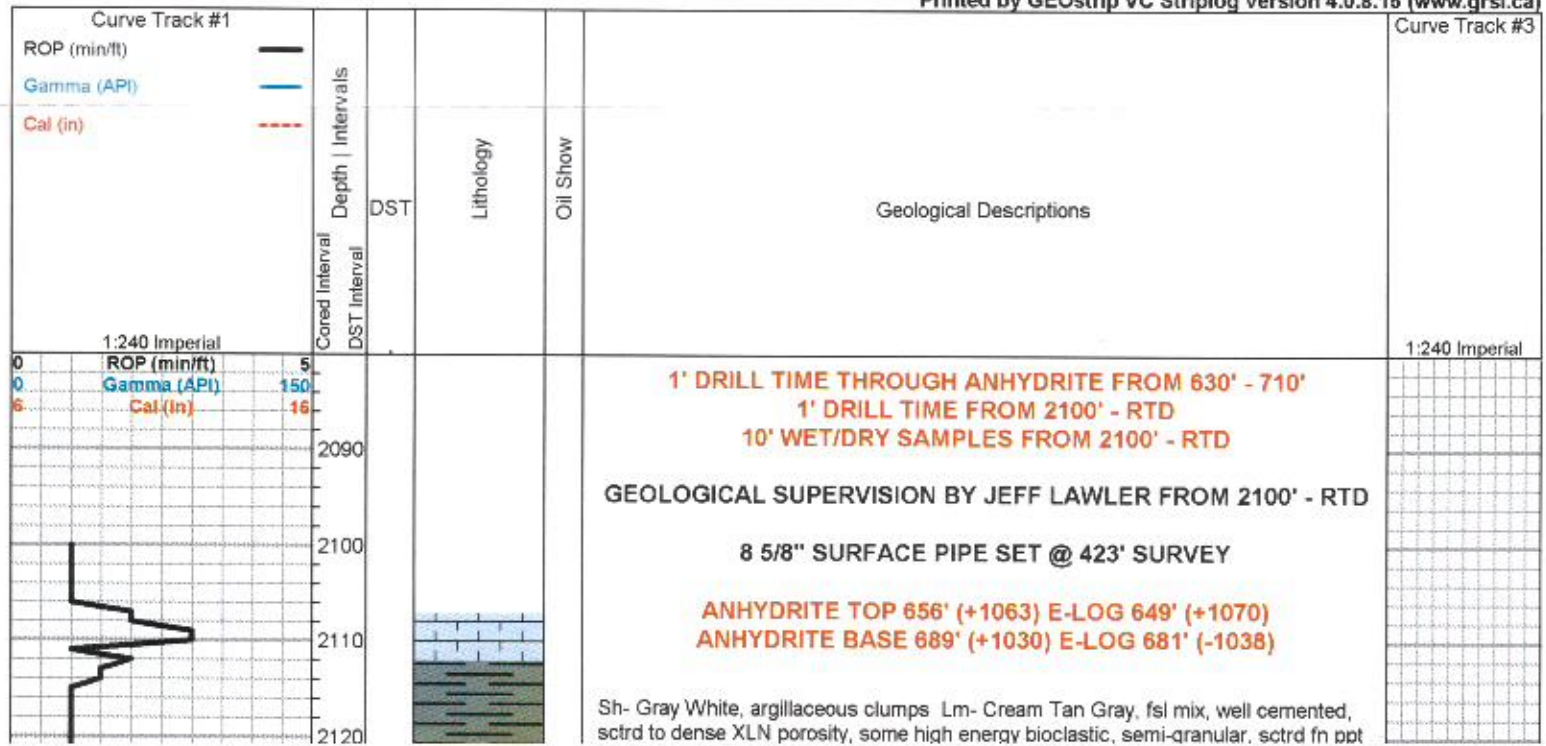 Printed by GEOstrip VC Striplog version 4.0.8.15 (www.grsi.ca)
Curve Track #1
ROP (min/ft)
Gamma (API)
Cal (in)
1:240 Imperial
Cored Interval
Depth | Intervals
DST Interval
DST
Lithology
Oil Show
Geological Descriptions
Curve Track #3
1:240 Imperial
0 ROP (min/ft) 5
0 Gamma (API) 150
6 Cal (in) 16
2090
2100
2110
2120
1' DRILL TIME THROUGH ANHYDRITE FROM 630' - 710'
1' DRILL TIME FROM 2100' - RTD
10' WET/DRY SAMPLES FROM 2100' - RTD
GEOLOGICAL SUPERVISION BY JEFF LAWLER FROM 2100' - RTD
8 5/8" SURFACE PIPE SET @ 423' SURVEY
ANHYDRITE TOP 656' (+1063) E-LOG 649' (+1070)
ANHYDRITE BASE 689' (+1030) E-LOG 681' (-1038)
Sh- Gray White, argillaceous clumps Lm- Cream Tan Gray, fsl mix, well cemented,
sctrd to dense XLN porosity, some high energy bioclastic, semi-granular, sctrd fn ppt